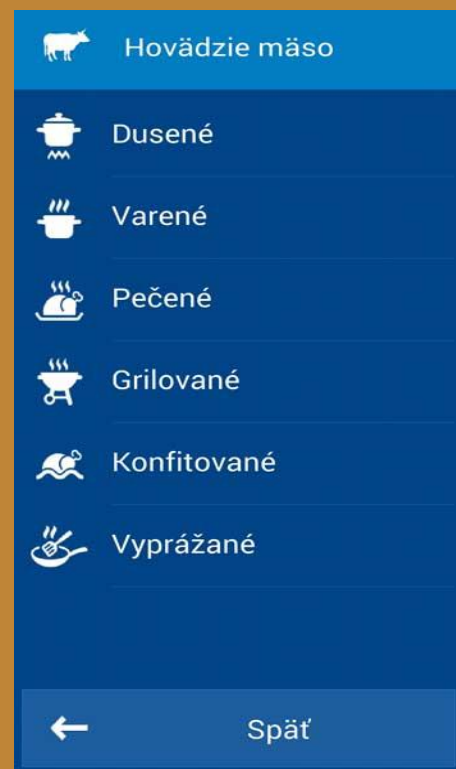 Hovädzie mäso
Dusené
Varené
Pečené
Grilované
Konfitované
Vyprážané
Späť